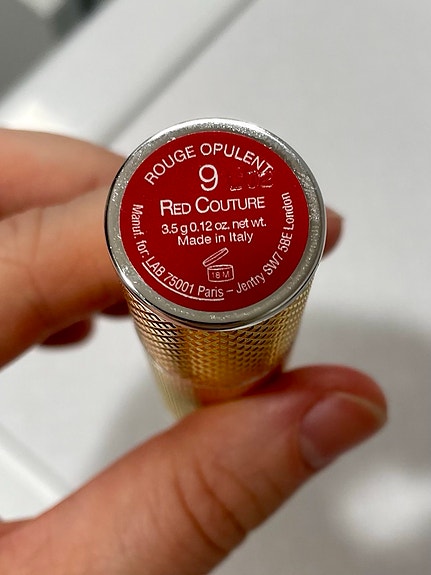 ROUGE OPULENT
9
RED COUTURE
3.5 g 0.12 oz. net wt.
Made in Italy
18 M
Manuf. for: LAB 75001 Paris – Jentry SW7 5BE London